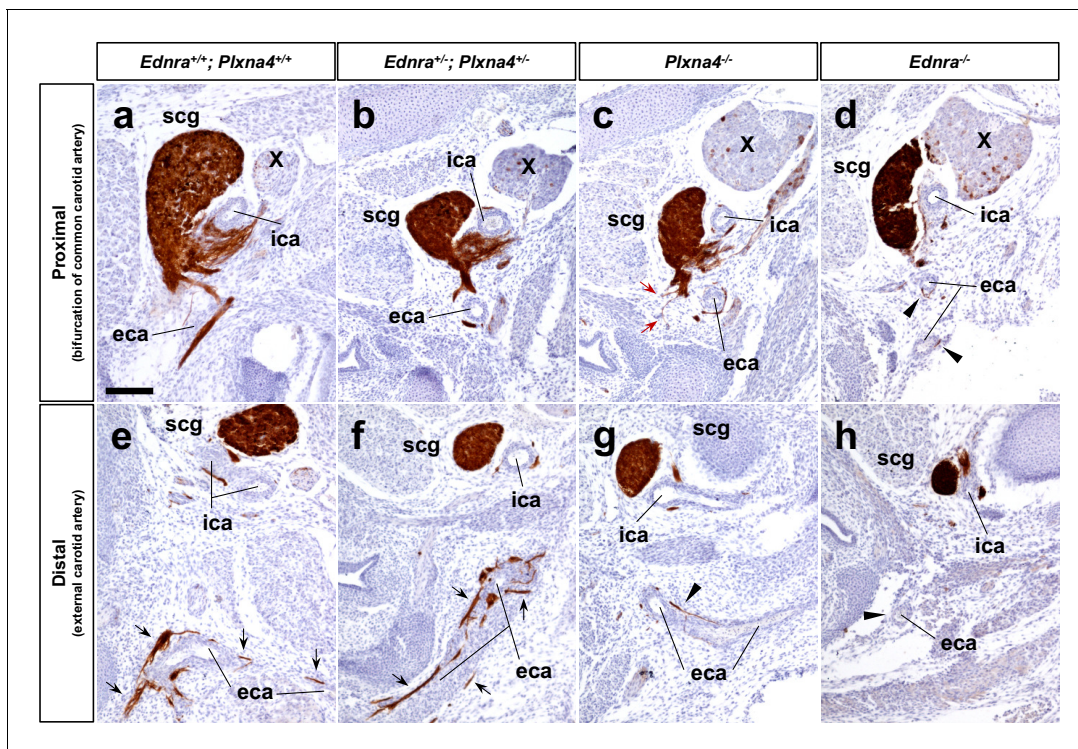 Ednra+/+; Plxna4+/+
Ednra+/-; Plxna4+/-
Plxna4-/-
Ednra-/-
Proximal
(bifurcation of common carotid artery)
a
scg
X
ica
eca
b
ica
X
scg
eca
c
X
scg
ica
eca
d
X
scg
ica
eca
Distal
(external carotid artery)
e
scg
ica
eca
f
scg
ica
eca
g
scg
ica
eca
h
scg
ica
eca